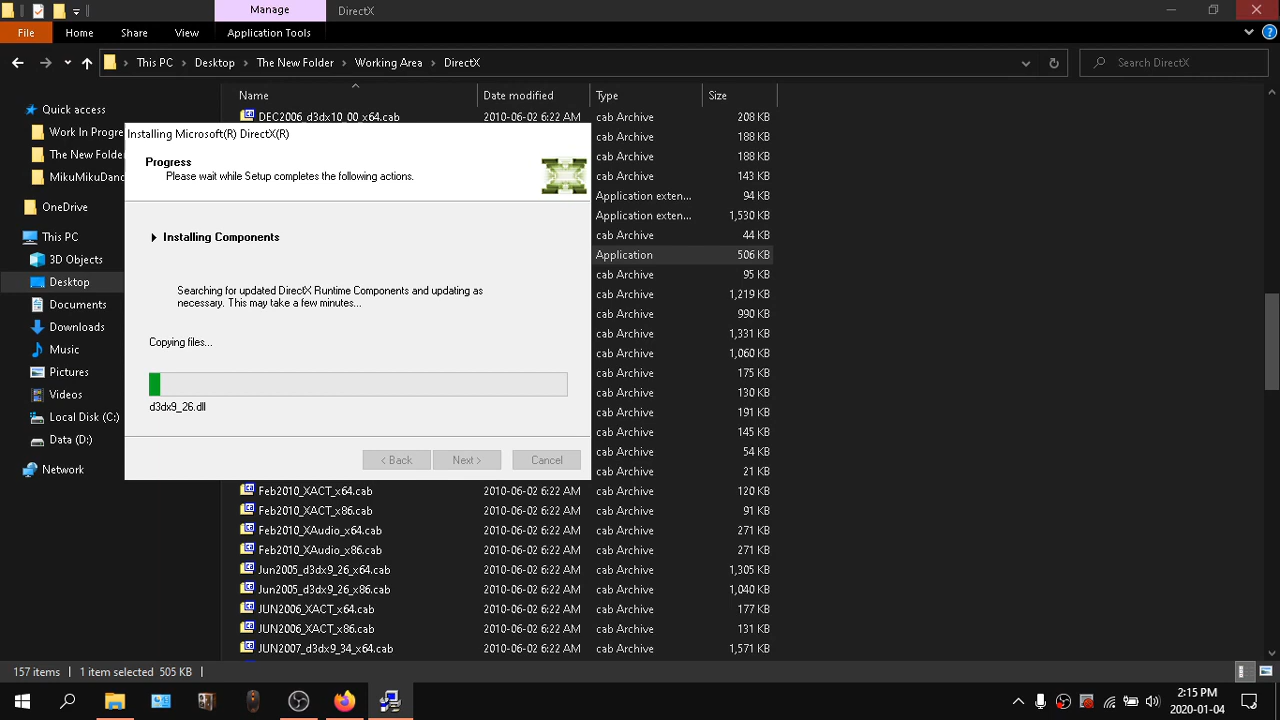 Manage
DirectX
File
Home
Share
View
Application Tools
This PC
Desktop
The New Folder
Working Area
DirectX
Search DirectX
Name
Date modified
Type
Size
Quick access
Work In Progre
The New Folde
MikuMikuDanc
OneDrive
This PC
3D Objects
Desktop
Documents
Downloads
Music
Pictures
Videos
Local Disk (C:)
Data (D:)
Network
DEC2006_d3dx10_00_x64.cab 2010-06-02 6:22 AM cab Archive 208 KB
cab Archive 188 KB
cab Archive 188 KB
cab Archive 143 KB
Application exten... 94 KB
Application exten... 1,530 KB
cab Archive 44 KB
Application 506 KB
cab Archive 95 KB
cab Archive 1,219 KB
cab Archive 990 KB
cab Archive 1,331 KB
cab Archive 1,060 KB
cab Archive 175 KB
cab Archive 130 KB
cab Archive 191 KB
cab Archive 145 KB
cab Archive 54 KB
cab Archive 21 KB
Feb2010_XACT_x64.cab 2010-06-02 6:22 AM cab Archive 120 KB
Feb2010_XACT_x86.cab 2010-06-02 6:22 AM cab Archive 91 KB
Feb2010_XAudio_x64.cab 2010-06-02 6:22 AM cab Archive 271 KB
Feb2010_XAudio_x86.cab 2010-06-02 6:22 AM cab Archive 271 KB
Jun2005_d3dx9_26_x64.cab 2010-06-02 6:22 AM cab Archive 1,305 KB
Jun2005_d3dx9_26_x86.cab 2010-06-02 6:22 AM cab Archive 1,040 KB
JUN2006_XACT_x64.cab 2010-06-02 6:22 AM cab Archive 177 KB
JUN2006_XACT_x86.cab 2010-06-02 6:22 AM cab Archive 131 KB
JUN2007_d3dx9_34_x64.cab 2010-06-02 6:22 AM cab Archive 1,571 KB
Installing Microsoft(R) DirectX(R)
Progress
Please wait while Setup completes the following actions.
Installing Components
Searching for updated DirectX Runtime Components and updating as
necessary. This may take a few minutes...
Copying files...
d3dx9_26.dll
< Back
Next >
Cancel
157 items
1 item selected 505 KB
2:15 PM
2020-01-04